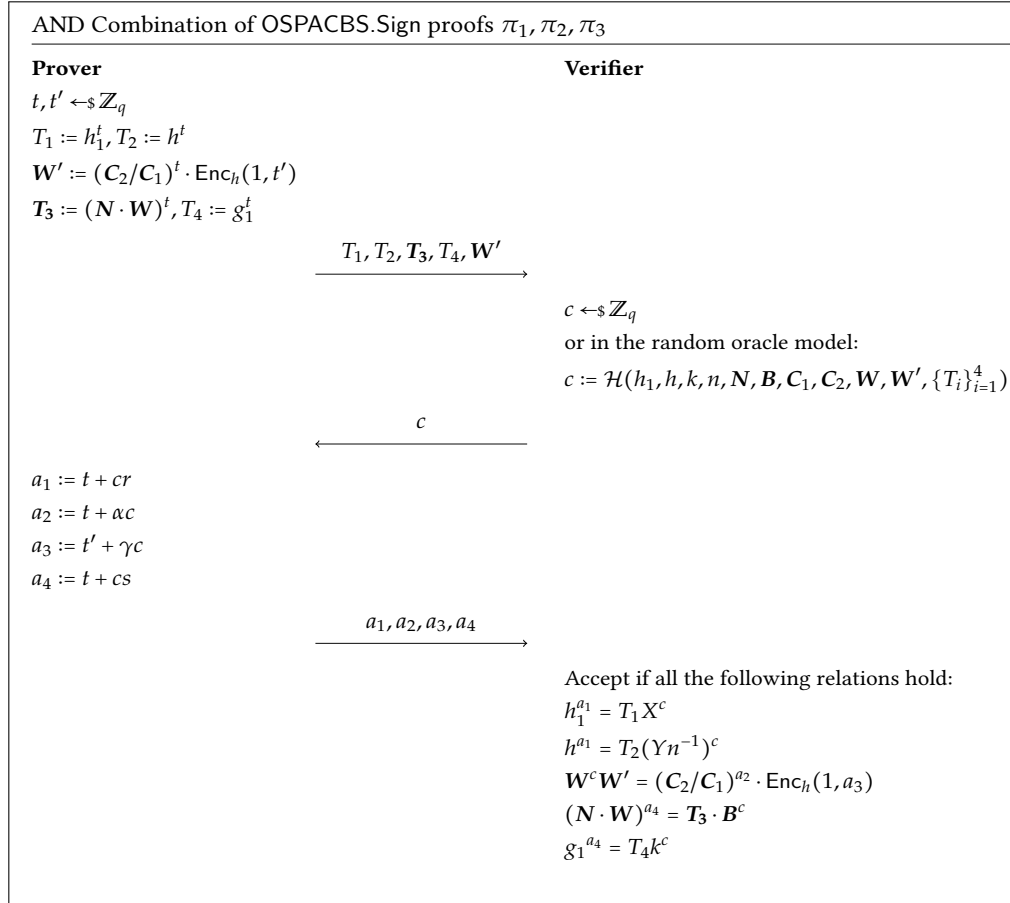 AND Combination of OSPACBS.Sign proofs π₁, π₂, π₃
Prover
Verifier
t, t′ ←$ ℤ_q
T₁ := h₁ᵗ, T₂ := hᵗ
W′ := (C₂/C₁)ᵗ · Enc_h(1, t′)
T₃ := (N · W)ᵗ, T₄ := g₁ᵗ
T₁, T₂, T₃, T₄, W′
c ←$ ℤ_q
or in the random oracle model:
c := ℋ(h₁, h, k, n, N, B, C₁, C₂, W, W′, {T_i}_{i=1}^4)
c
a₁ := t + cr
a₂ := t + αc
a₃ := t′ + γc
a₄ := t + cs
a₁, a₂, a₃, a₄
Accept if all the following relations hold:
h₁^{a₁} = T₁X^c
h^{a₁} = T₂(Yn⁻¹)^c
W^c W′ = (C₂/C₁)^{a₂} · Enc_h(1, a₃)
(N · W)^{a₄} = T₃ · B^c
g₁^{a₄} = T₄k^c